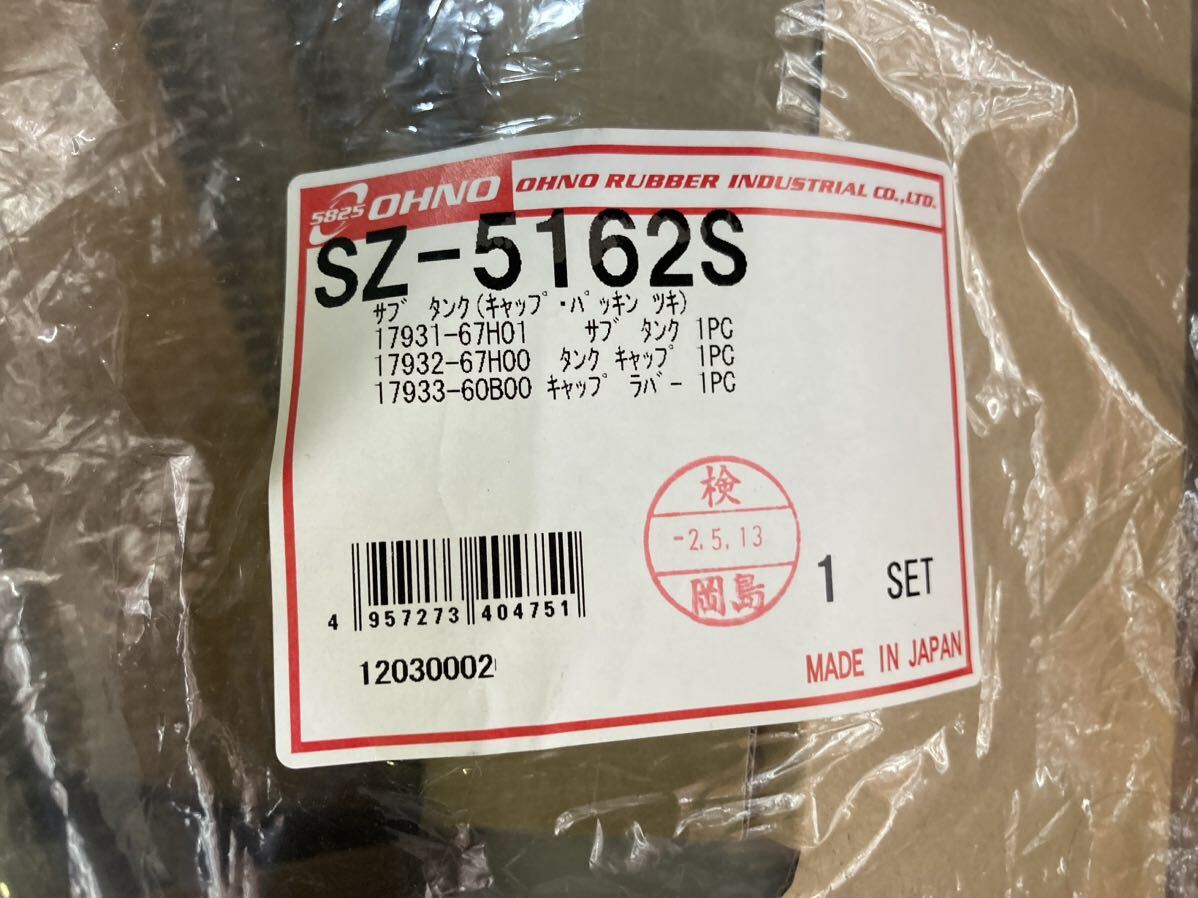 5825 OHNO OHNO RUBBER INDUSTRIAL CO.,LTD.
SZ-5162S
ｻﾌﾞ ﾀﾝｸ(ｷｬｯﾌﾟ･ﾊﾟｯｷﾝ ﾂｷ)
17931-67H01 ｻﾌﾞ ﾀﾝｸ 1PC
17932-67H00 ﾀﾝｸ ｷｬｯﾌﾟ 1PC
17933-60B00 ｷｬｯﾌﾟ ﾗﾊﾞｰ 1PC
検
-2.5.13
岡島
1 SET
4 957273 404751
12030002
MADE IN JAPAN